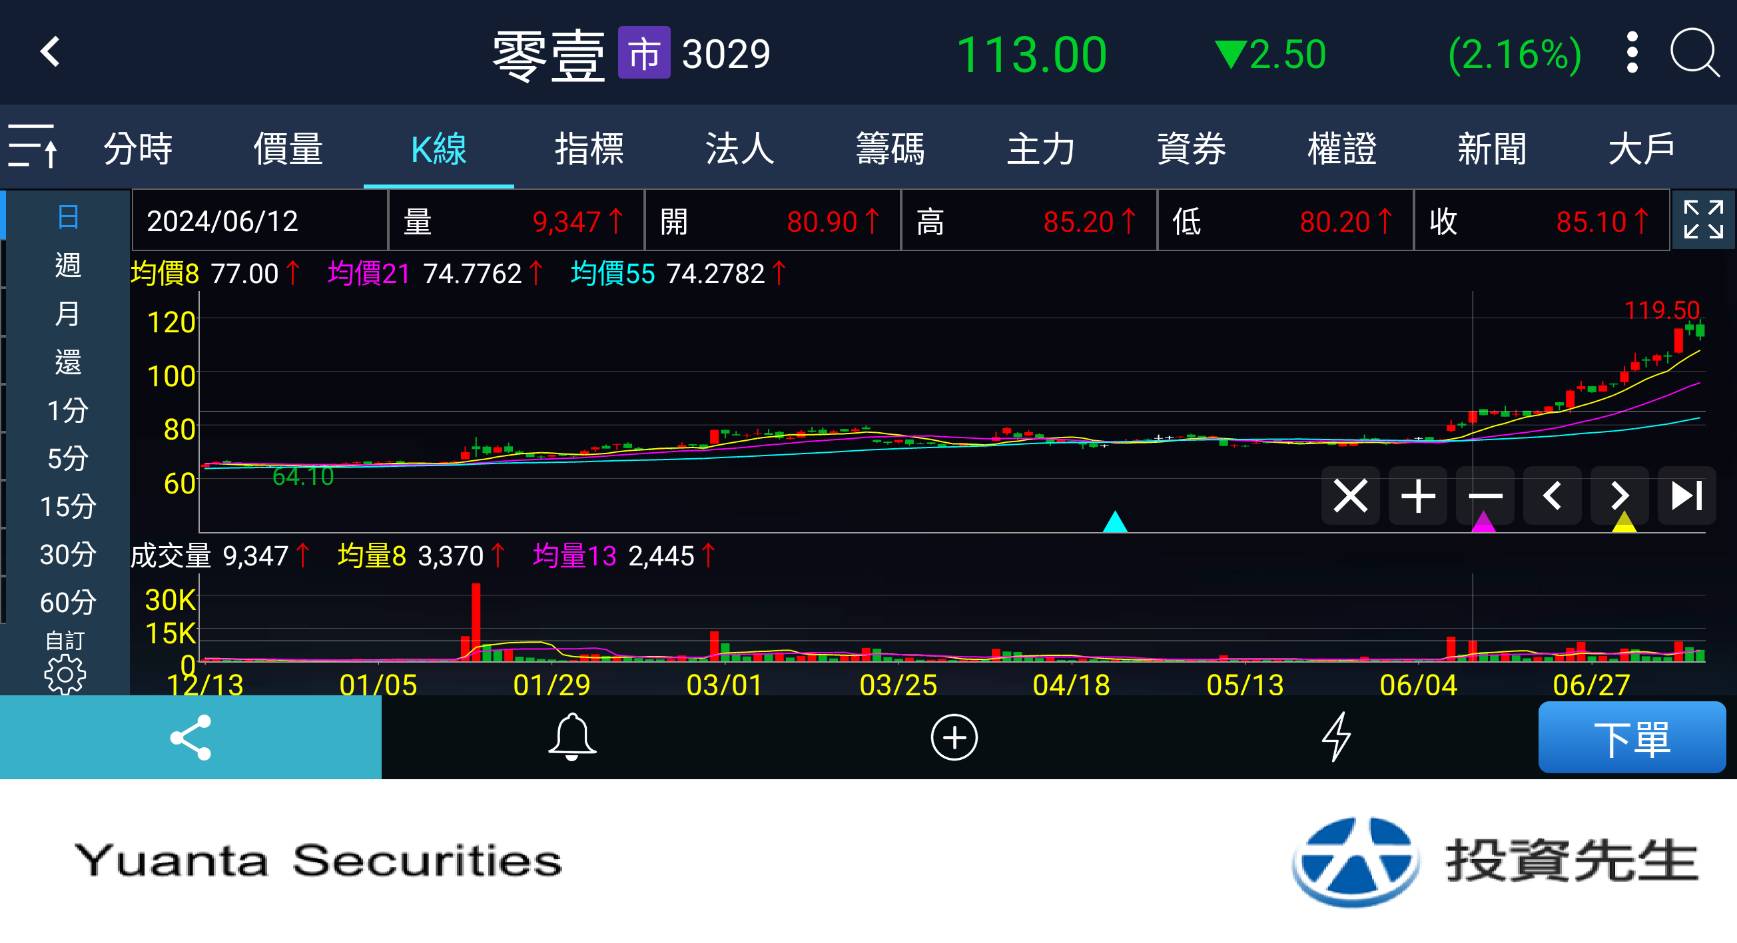 零壹 市 3029 113.00 ▼2.50 (2.16%)
分時 價量 K線 指標 法人 籌碼 主力 資券 權證 新聞 大戶
日 2024/06/12 量 9,347↑ 開 80.90↑ 高 85.20↑ 低 80.20↑ 收 85.10↑
週
月
還
1分
5分
15分
30分
60分
自訂
均價8 77.00↑ 均價21 74.7762↑ 均價55 74.2782↑
119.50
120
100
80
60
64.10
成交量 9,347↑ 均量8 3,370↑ 均量13 2,445↑
30K
15K
0
12/13 01/05 01/29 03/01 03/25 04/18 05/13 06/04 06/27
下單
Yuanta Securities 投資先生